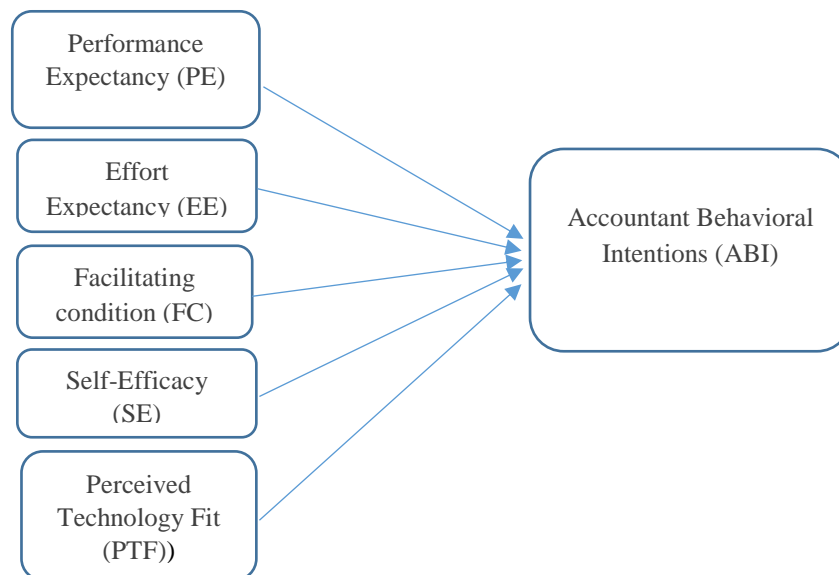 Performance
Expectancy (PE)
Effort
Expectancy (EE)
Facilitating
condition (FC)
Self-Efficacy
(SE)
Perceived
Technology Fit
(PTF))
Accountant Behavioral
Intentions (ABI)